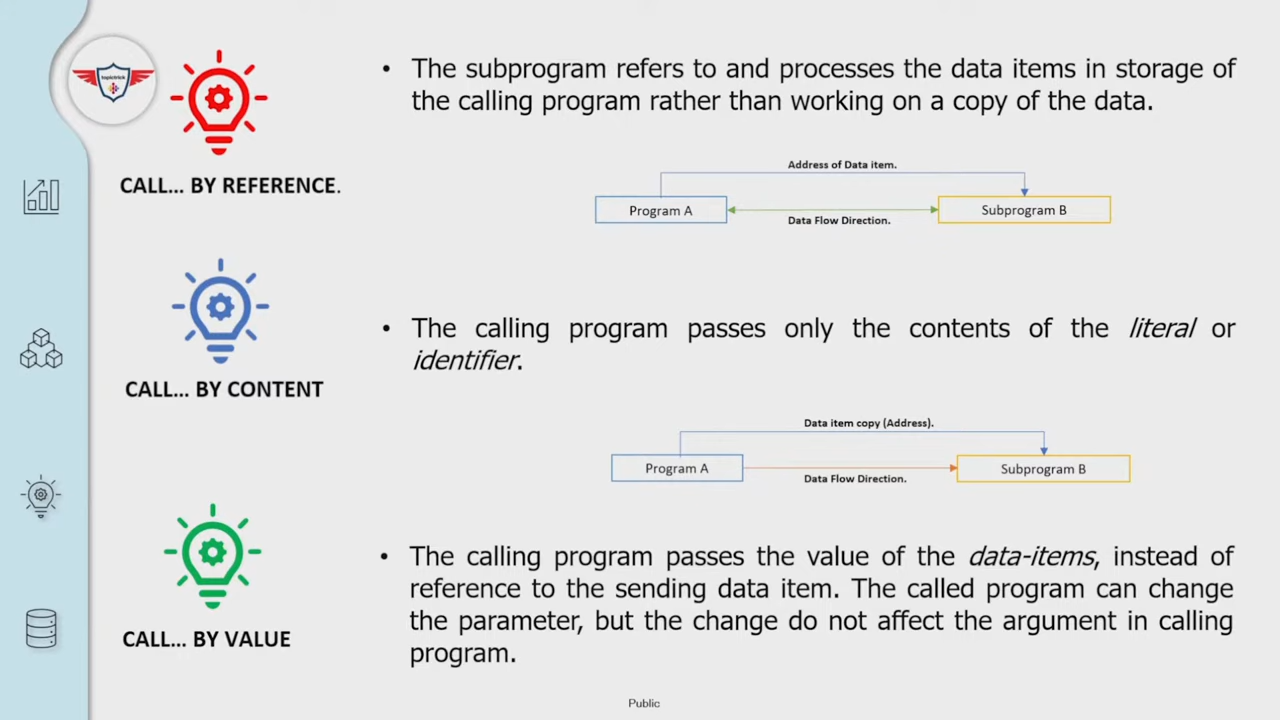 topictrick
• The subprogram refers to and processes the data items in storage of
the calling program rather than working on a copy of the data.
CALL... BY REFERENCE.
Address of Data item.
Program A
Subprogram B
Data Flow Direction.
• The calling program passes only the contents of the literal or
identifier.
CALL... BY CONTENT
Data item copy (Address).
Program A
Subprogram B
Data Flow Direction.
• The calling program passes the value of the data-items, instead of
reference to the sending data item. The called program can change
the parameter, but the change do not affect the argument in calling
program.
CALL... BY VALUE
Public